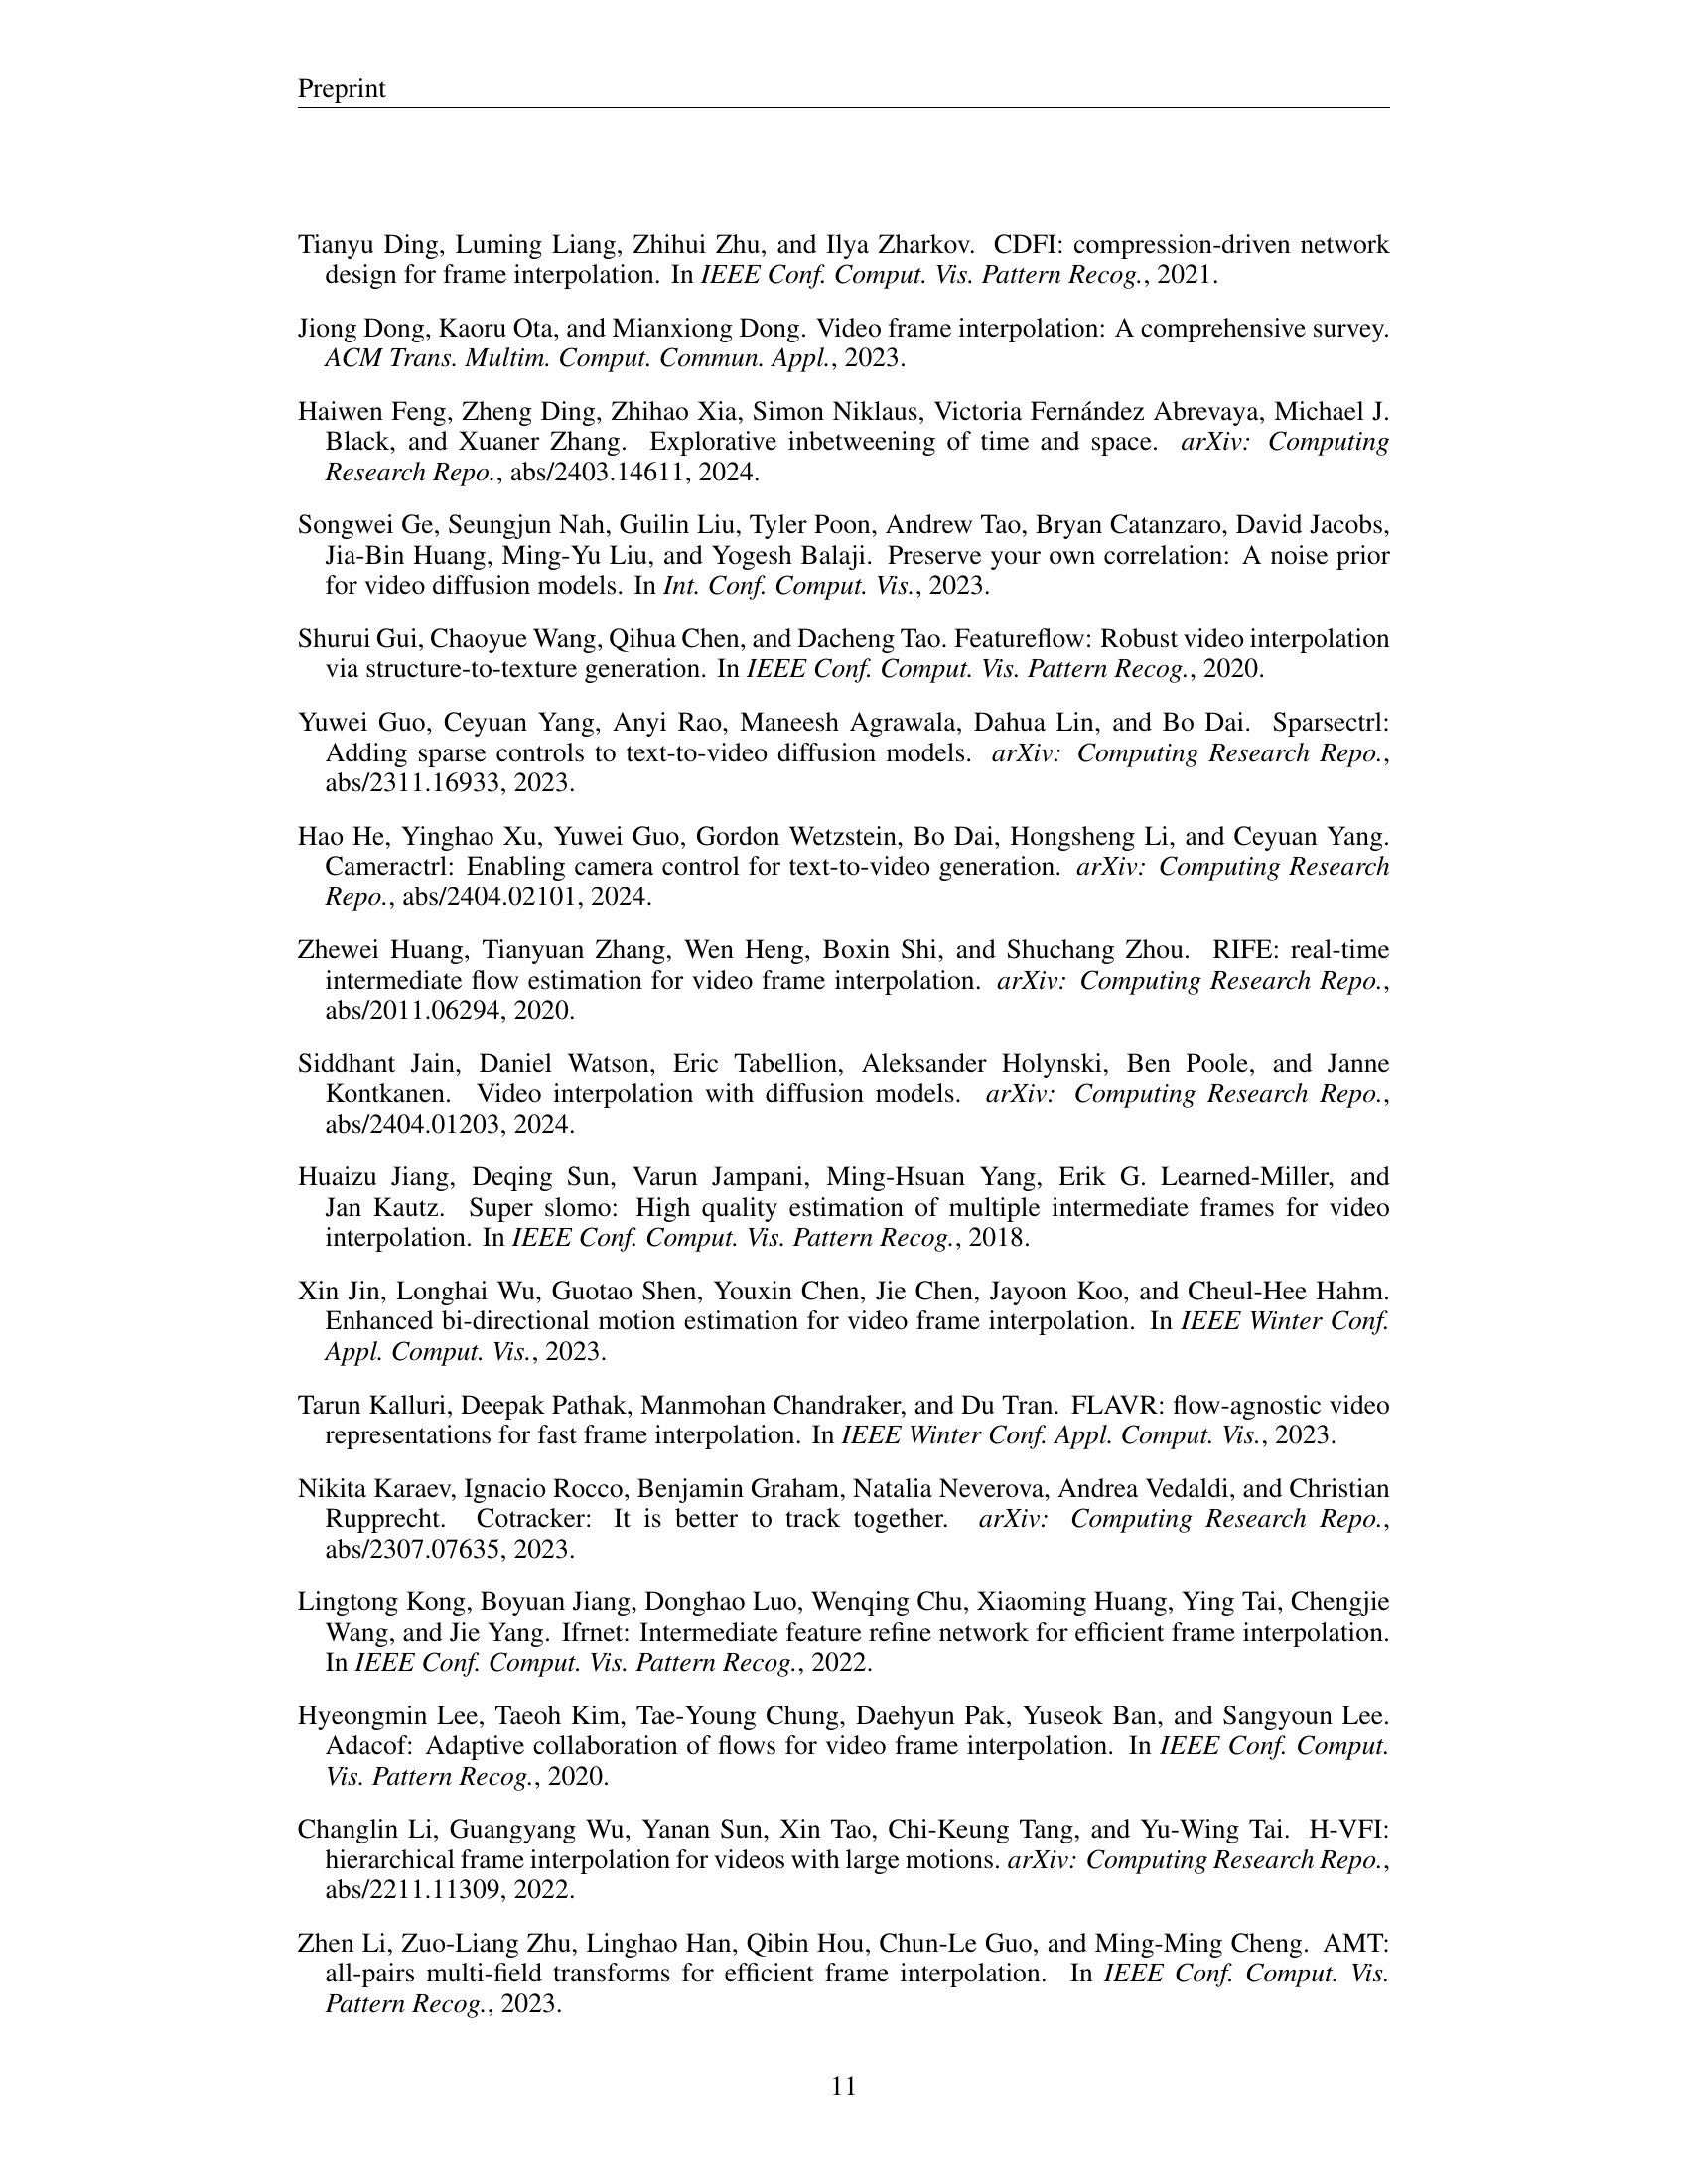 Preprint
Tianyu Ding, Luming Liang, Zhihui Zhu, and Ilya Zharkov. CDFI: compression-driven network
design for frame interpolation. In IEEE Conf. Comput. Vis. Pattern Recog., 2021.
Jiong Dong, Kaoru Ota, and Mianxiong Dong. Video frame interpolation: A comprehensive survey.
ACM Trans. Multim. Comput. Commun. Appl., 2023.
Haiwen Feng, Zheng Ding, Zhihao Xia, Simon Niklaus, Victoria Fernández Abrevaya, Michael J.
Black, and Xuaner Zhang. Explorative inbetweening of time and space. arXiv: Computing
Research Repo., abs/2403.14611, 2024.
Songwei Ge, Seungjun Nah, Guilin Liu, Tyler Poon, Andrew Tao, Bryan Catanzaro, David Jacobs,
Jia-Bin Huang, Ming-Yu Liu, and Yogesh Balaji. Preserve your own correlation: A noise prior
for video diffusion models. In Int. Conf. Comput. Vis., 2023.
Shurui Gui, Chaoyue Wang, Qihua Chen, and Dacheng Tao. Featureflow: Robust video interpolation
via structure-to-texture generation. In IEEE Conf. Comput. Vis. Pattern Recog., 2020.
Yuwei Guo, Ceyuan Yang, Anyi Rao, Maneesh Agrawala, Dahua Lin, and Bo Dai. Sparsectrl:
Adding sparse controls to text-to-video diffusion models. arXiv: Computing Research Repo.,
abs/2311.16933, 2023.
Hao He, Yinghao Xu, Yuwei Guo, Gordon Wetzstein, Bo Dai, Hongsheng Li, and Ceyuan Yang.
Cameractrl: Enabling camera control for text-to-video generation. arXiv: Computing Research
Repo., abs/2404.02101, 2024.
Zhewei Huang, Tianyuan Zhang, Wen Heng, Boxin Shi, and Shuchang Zhou. RIFE: real-time
intermediate flow estimation for video frame interpolation. arXiv: Computing Research Repo.,
abs/2011.06294, 2020.
Siddhant Jain, Daniel Watson, Eric Tabellion, Aleksander Holynski, Ben Poole, and Janne
Kontkanen. Video interpolation with diffusion models. arXiv: Computing Research Repo.,
abs/2404.01203, 2024.
Huaizu Jiang, Deqing Sun, Varun Jampani, Ming-Hsuan Yang, Erik G. Learned-Miller, and
Jan Kautz. Super slomo: High quality estimation of multiple intermediate frames for video
interpolation. In IEEE Conf. Comput. Vis. Pattern Recog., 2018.
Xin Jin, Longhai Wu, Guotao Shen, Youxin Chen, Jie Chen, Jayoon Koo, and Cheul-Hee Hahm.
Enhanced bi-directional motion estimation for video frame interpolation. In IEEE Winter Conf.
Appl. Comput. Vis., 2023.
Tarun Kalluri, Deepak Pathak, Manmohan Chandraker, and Du Tran. FLAVR: flow-agnostic video
representations for fast frame interpolation. In IEEE Winter Conf. Appl. Comput. Vis., 2023.
Nikita Karaev, Ignacio Rocco, Benjamin Graham, Natalia Neverova, Andrea Vedaldi, and Christian
Rupprecht. Cotracker: It is better to track together. arXiv: Computing Research Repo.,
abs/2307.07635, 2023.
Lingtong Kong, Boyuan Jiang, Donghao Luo, Wenqing Chu, Xiaoming Huang, Ying Tai, Chengjie
Wang, and Jie Yang. Ifrnet: Intermediate feature refine network for efficient frame interpolation.
In IEEE Conf. Comput. Vis. Pattern Recog., 2022.
Hyeongmin Lee, Taeoh Kim, Tae-Young Chung, Daehyun Pak, Yuseok Ban, and Sangyoun Lee.
Adacof: Adaptive collaboration of flows for video frame interpolation. In IEEE Conf. Comput.
Vis. Pattern Recog., 2020.
Changlin Li, Guangyang Wu, Yanan Sun, Xin Tao, Chi-Keung Tang, and Yu-Wing Tai. H-VFI:
hierarchical frame interpolation for videos with large motions. arXiv: Computing Research Repo.,
abs/2211.11309, 2022.
Zhen Li, Zuo-Liang Zhu, Linghao Han, Qibin Hou, Chun-Le Guo, and Ming-Ming Cheng. AMT:
all-pairs multi-field transforms for efficient frame interpolation. In IEEE Conf. Comput. Vis.
Pattern Recog., 2023.
11